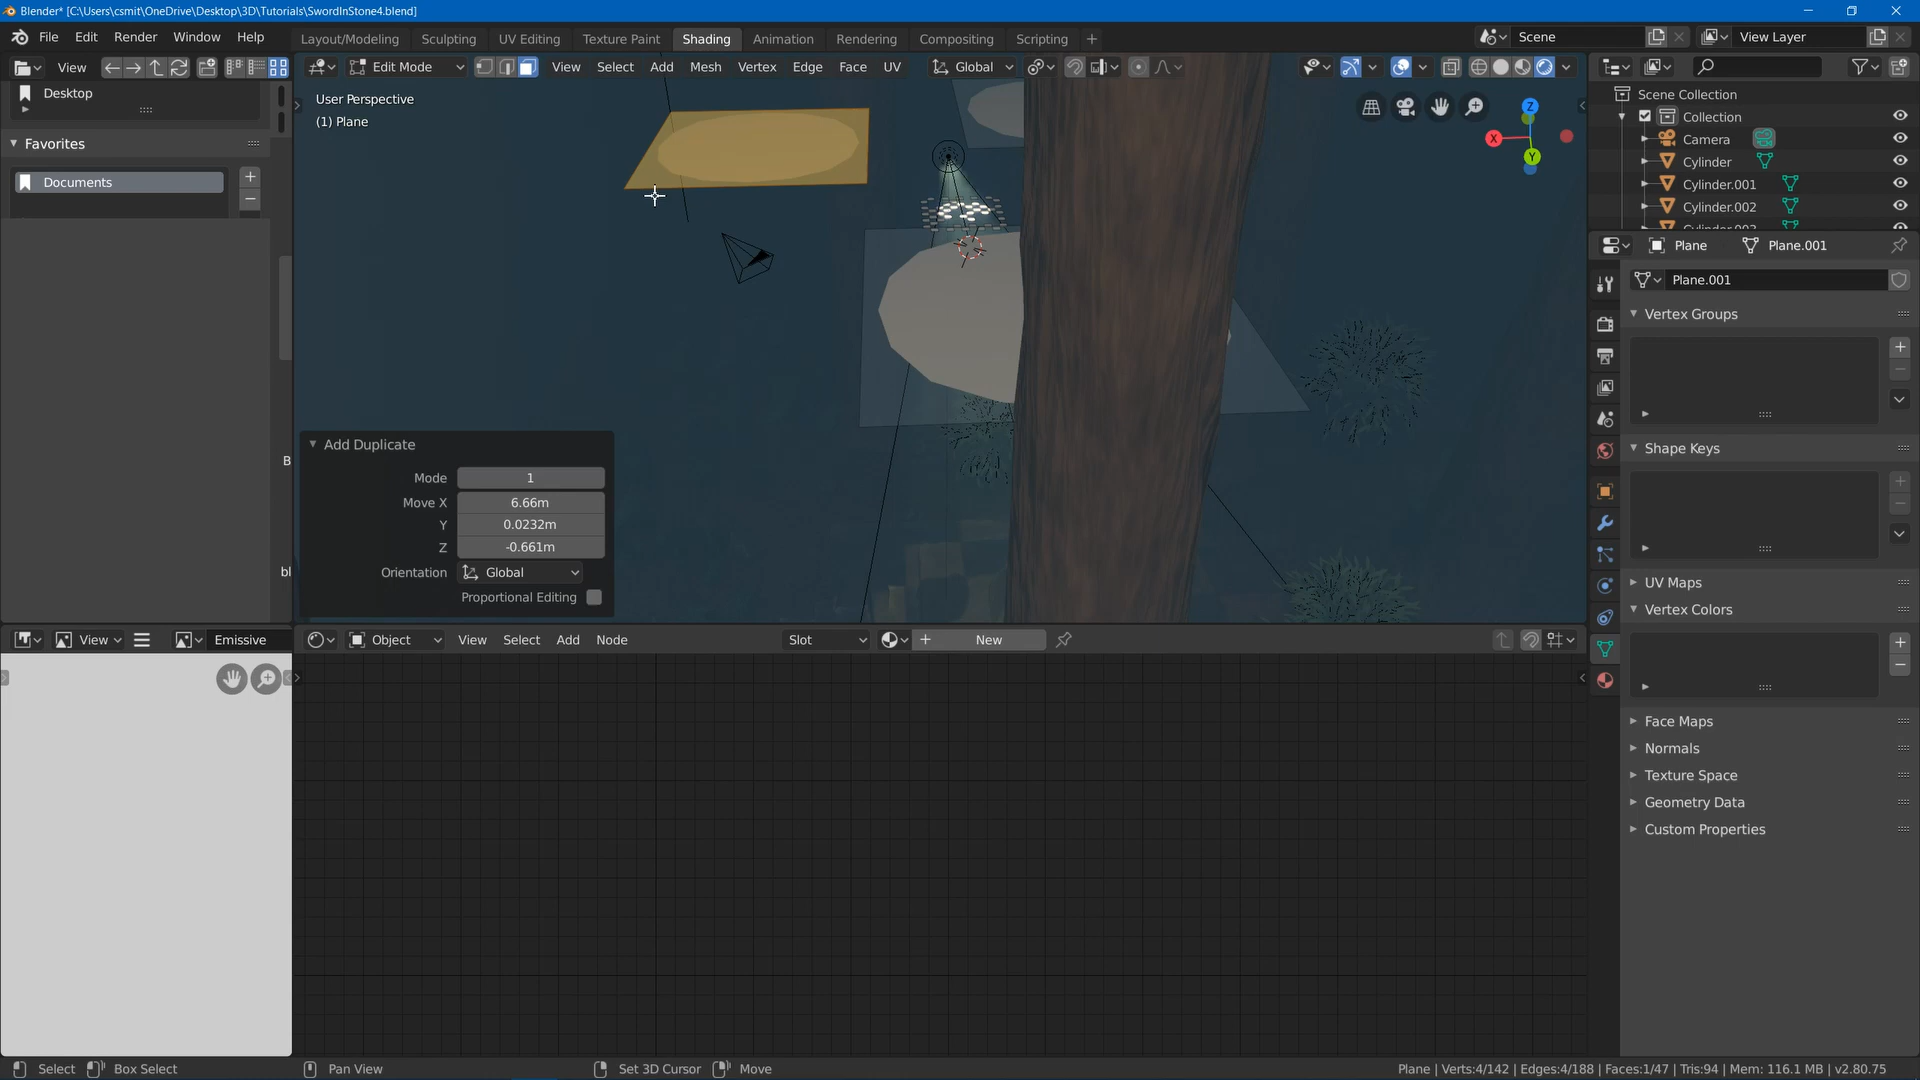 Blender* [C:\Users\csmit\OneDrive\Desktop\3D\Tutorials\SwordInStone4.blend]
File Edit Render Window Help Layout/Modeling Sculpting UV Editing Texture Paint Shading Animation Rendering Compositing Scripting + Scene View Layer
View Edit Mode View Select Add Mesh Vertex Edge Face UV Global
Desktop
Favorites
Documents
User Perspective
(1) Plane
Z
X
Y
Scene Collection
Collection
Camera
Cylinder
Cylinder.001
Cylinder.002
Plane Plane.001
Plane.001
Vertex Groups
Shape Keys
UV Maps
Vertex Colors
Face Maps
Normals
Texture Space
Geometry Data
Custom Properties
Add Duplicate
Mode 1
Move X 6.66m
Y 0.0232m
Z -0.661m
Orientation Global
Proportional Editing
B
bl
View Emissive Object View Select Add Node Slot New
Select Box Select Pan View Set 3D Cursor Move Plane | Verts:4/142 | Edges:4/188 | Faces:1/47 | Tris:94 | Mem: 116.1 MB | v2.80.75